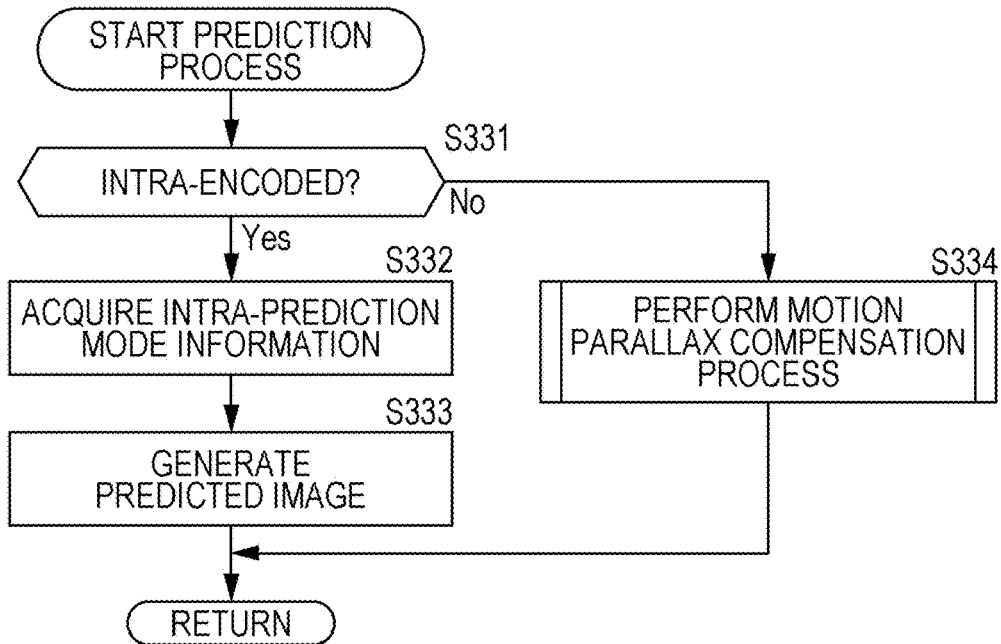 START PREDICTION
PROCESS
S331
INTRA-ENCODED?
No
Yes
S332
ACQUIRE INTRA-PREDICTION
MODE INFORMATION
S334
PERFORM MOTION
PARALLAX COMPENSATION
PROCESS
S333
GENERATE
PREDICTED IMAGE
RETURN